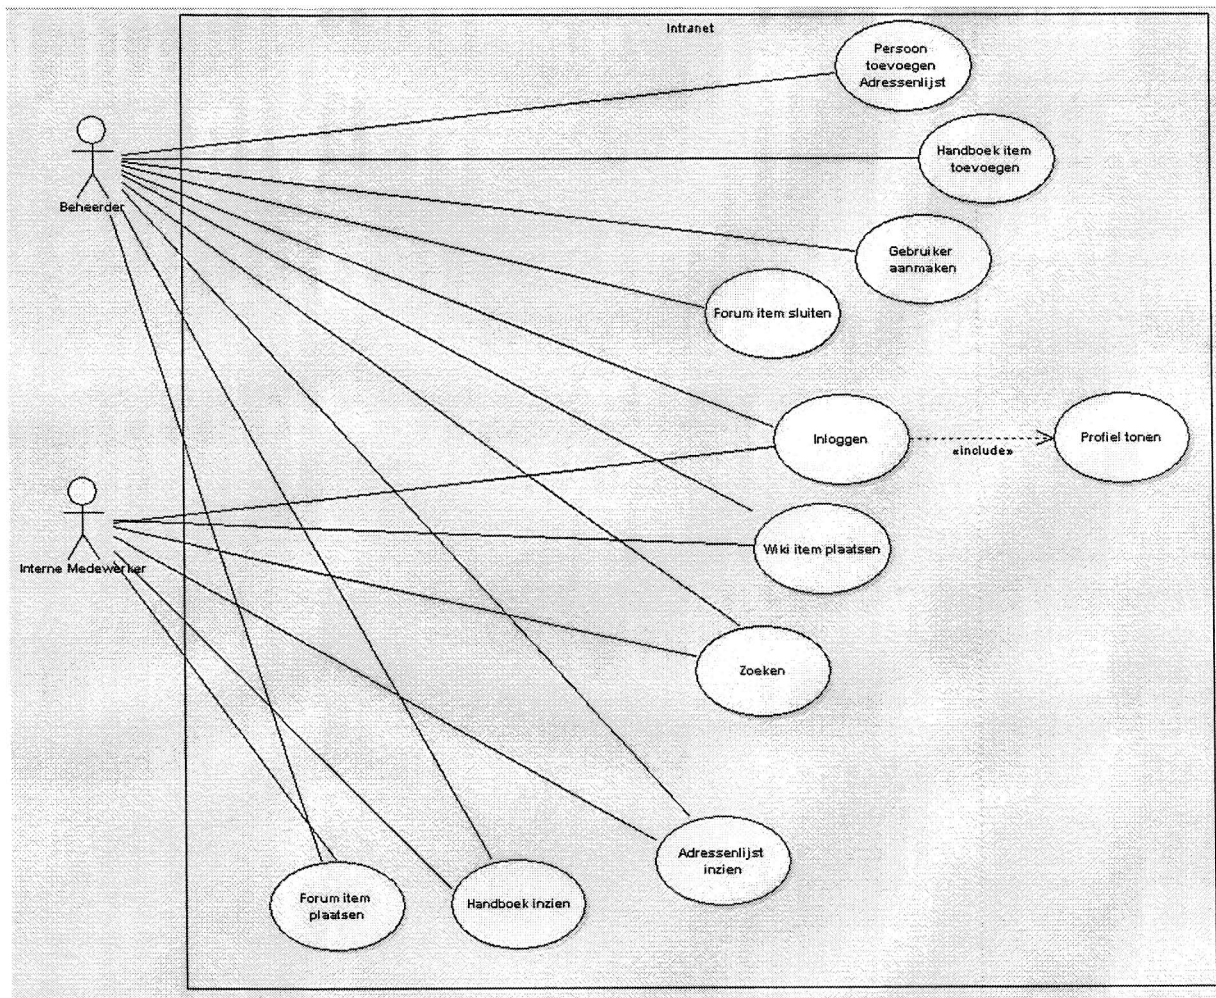 Intranet
Persoon
toevoegen
Adressenlijst
Handboek item
toevoegen
Beheerder
Gebruiker
aanmaken
Forum item sluiten
Inloggen
«include»
Profiel tonen
Interne Medewerker
Wiki item plaatsen
Zoeken
Adressenlijst
inzien
Forum item
plaatsen
Handboek inzien